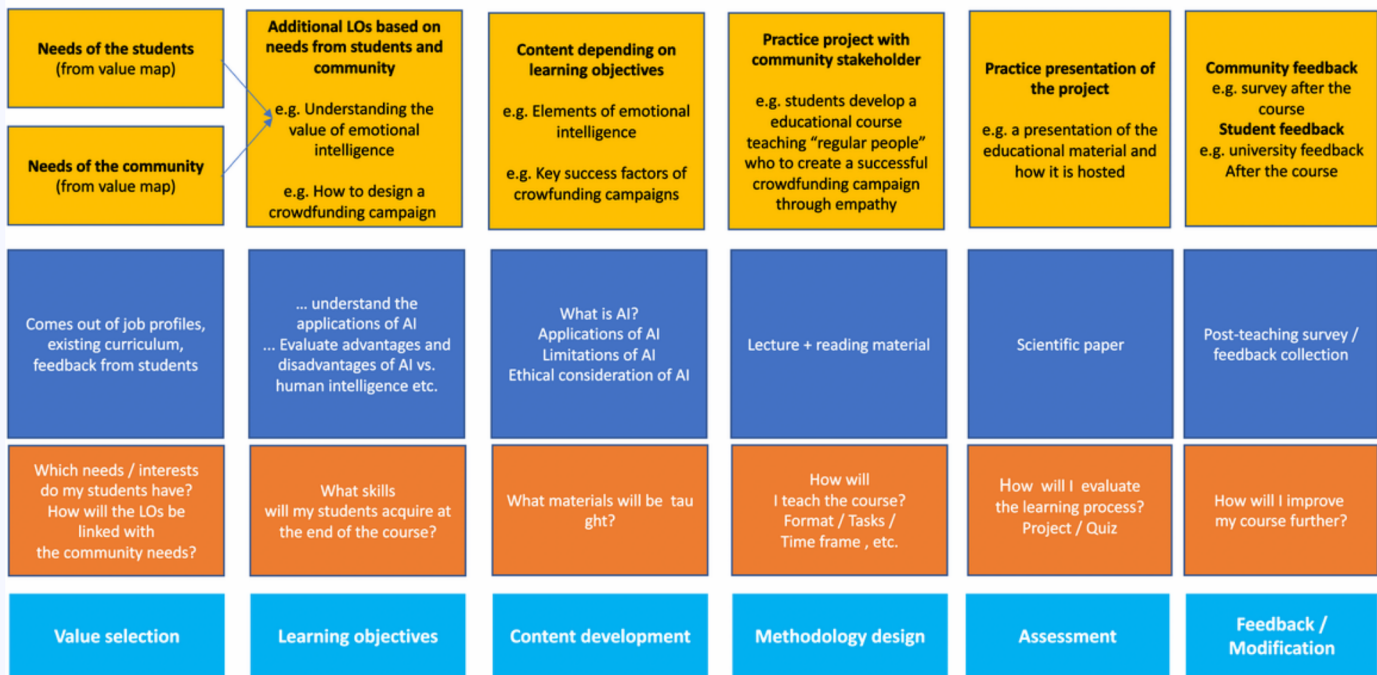 Needs of the students
(from value map)
Needs of the community
(from value map)
Additional LOs based on
needs from students and
community
e.g. Understanding the
value of emotional
intelligence
e.g. How to design a
crowdfunding campaign
Content depending on
learning objectives
e.g. Elements of emotional
intelligence
e.g. Key success factors of
crowfunding campaigns
Practice project with
community stakeholder
e.g. students develop a
educational course
teaching “regular people”
who to create a successful
crowdfunding campaign
through empathy
Practice presentation of
the project
e.g. a presentation of the
educational material and
how it is hosted
Community feedback
e.g. survey after the
course
Student feedback
e.g. university feedback
After the course
Comes out of job profiles,
existing curriculum,
feedback from students
... understand the
applications of AI
... Evaluate advantages and
disadvantages of AI vs.
human intelligence etc.
What is AI?
Applications of AI
Limitations of AI
Ethical consideration of AI
Lecture + reading material
Scientific paper
Post-teaching survey /
feedback collection
Which needs / interests
do my students have?
How will the LOs be
linked with
the community needs?
What skills
will my students acquire at
the end of the course?
What materials will be tau
ght?
How will
I teach the course?
Format / Tasks /
Time frame , etc.
How will I evaluate
the learning process?
Project / Quiz
How will I improve
my course further?
Value selection
Learning objectives
Content development
Methodology design
Assessment
Feedback /
Modification